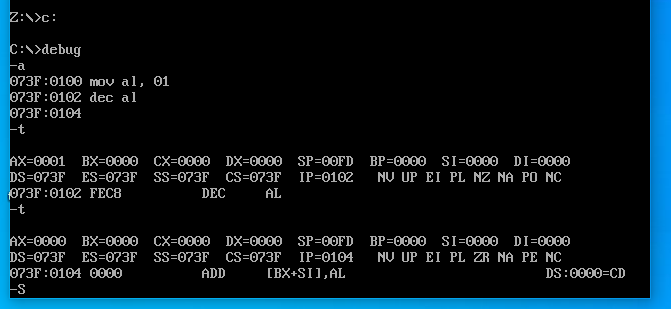 Z:\>c:
C:\>debug
-a
073F:0100 mov al, 01
073F:0102 dec al
073F:0104
-t
AX=0001  BX=0000  CX=0000  DX=0000  SP=00FD  BP=0000  SI=0000  DI=0000
DS=073F  ES=073F  SS=073F  CS=073F  IP=0102   NV UP EI PL NZ NA PO NC
073F:0102 FEC8          DEC     AL
-t
AX=0000  BX=0000  CX=0000  DX=0000  SP=00FD  BP=0000  SI=0000  DI=0000
DS=073F  ES=073F  SS=073F  CS=073F  IP=0104   NV UP EI PL ZR NA PE NC
073F:0104 0000          ADD     [BX+SI],AL                         DS:0000=CD
-S